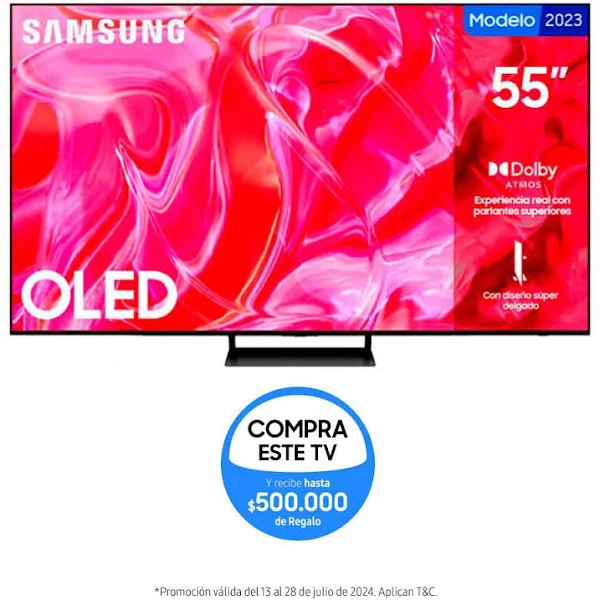 SAMSUNG
Modelo 2023
55"
Dolby
ATMOS
Experiencia real con
parlantes superiores
Con diseño súper
delgado
OLED
COMPRA
ESTE TV
Y recibe hasta
$500.000
de Regalo
*Promoción válida del 13 al 28 de julio de 2024. Aplican T&C.